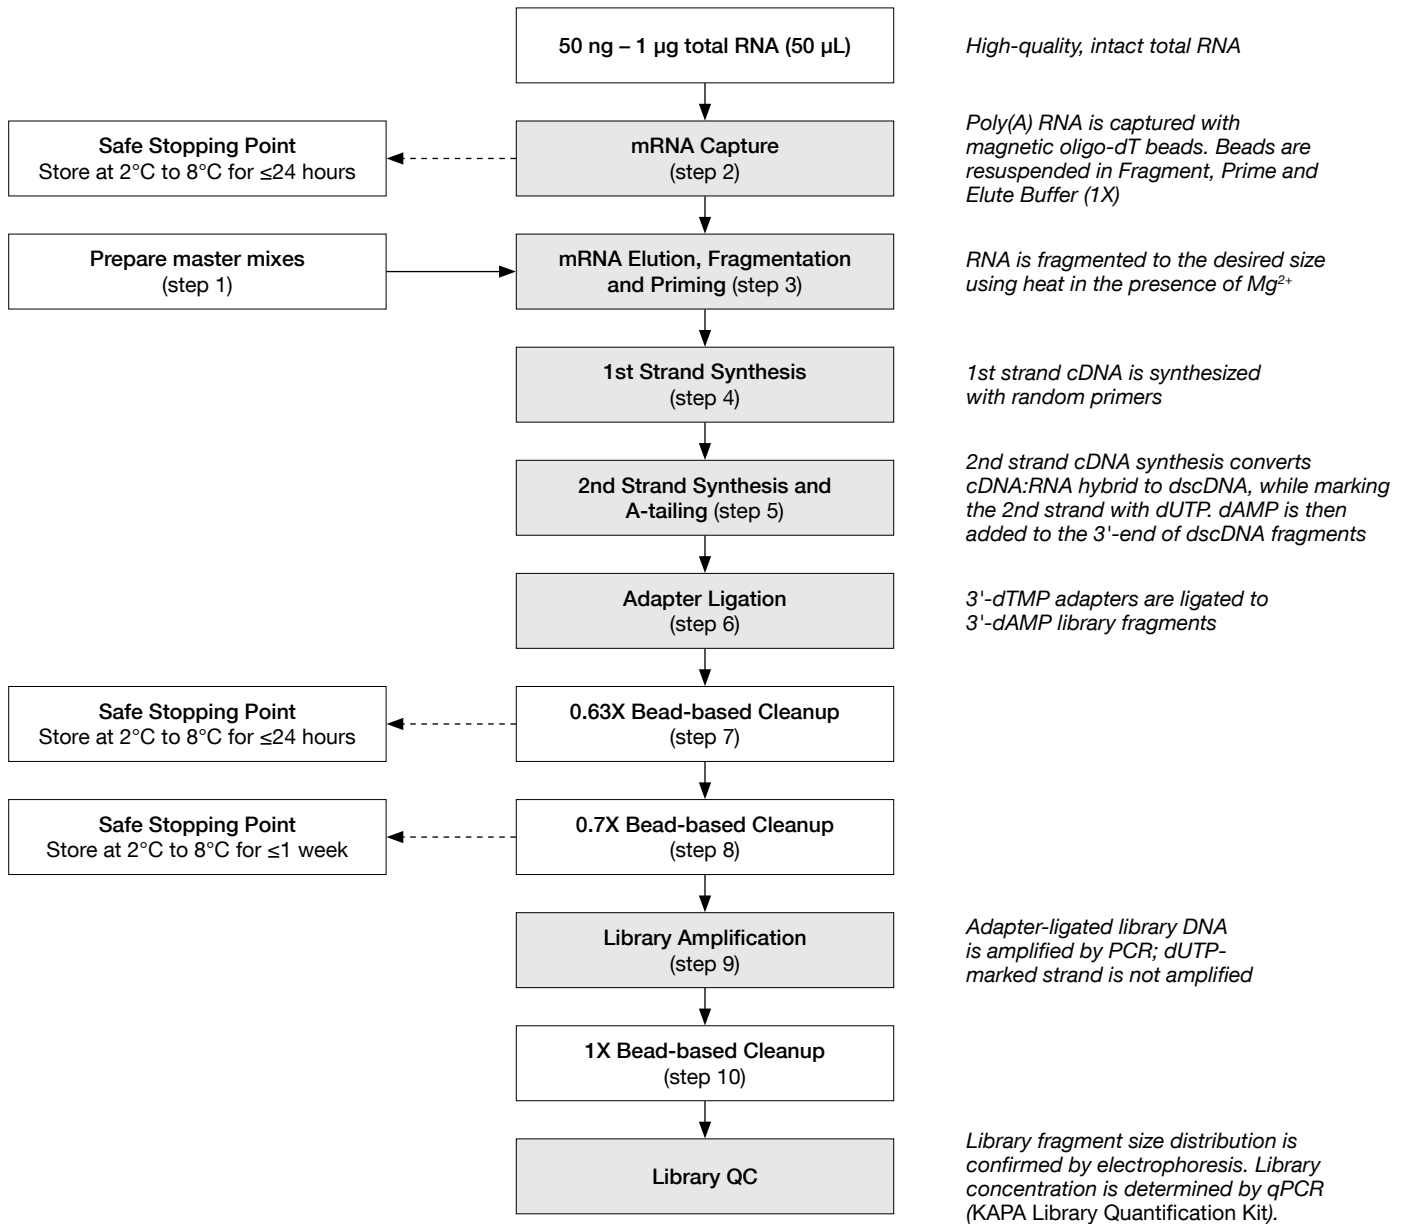 50 ng – 1 µg total RNA (50 µL)
High-quality, intact total RNA
Safe Stopping Point
Store at 2°C to 8°C for ≤24 hours
mRNA Capture
(step 2)
Poly(A) RNA is captured with
magnetic oligo-dT beads. Beads are
resuspended in Fragment, Prime and
Elute Buffer (1X)
Prepare master mixes
(step 1)
mRNA Elution, Fragmentation
and Priming (step 3)
RNA is fragmented to the desired size
using heat in the presence of Mg²⁺
1st Strand Synthesis
(step 4)
1st strand cDNA is synthesized
with random primers
2nd Strand Synthesis and
A-tailing (step 5)
2nd strand cDNA synthesis converts
cDNA:RNA hybrid to dscDNA, while marking
the 2nd strand with dUTP. dAMP is then
added to the 3'-end of dscDNA fragments
Adapter Ligation
(step 6)
3'-dTMP adapters are ligated to
3'-dAMP library fragments
Safe Stopping Point
Store at 2°C to 8°C for ≤24 hours
0.63X Bead-based Cleanup
(step 7)
Safe Stopping Point
Store at 2°C to 8°C for ≤1 week
0.7X Bead-based Cleanup
(step 8)
Library Amplification
(step 9)
Adapter-ligated library DNA
is amplified by PCR; dUTP-
marked strand is not amplified
1X Bead-based Cleanup
(step 10)
Library QC
Library fragment size distribution is
confirmed by electrophoresis. Library
concentration is determined by qPCR
(KAPA Library Quantification Kit).